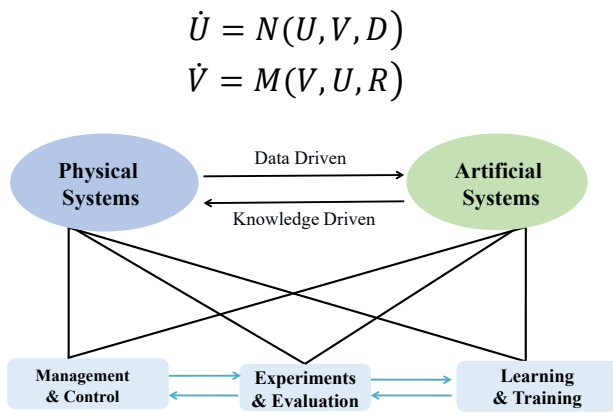 U̇ = N(U, V, D)
V̇ = M(V, U, R)
Physical
Systems
Data Driven
Knowledge Driven
Artificial
Systems
Management
& Control
Experiments
& Evaluation
Learning
& Training